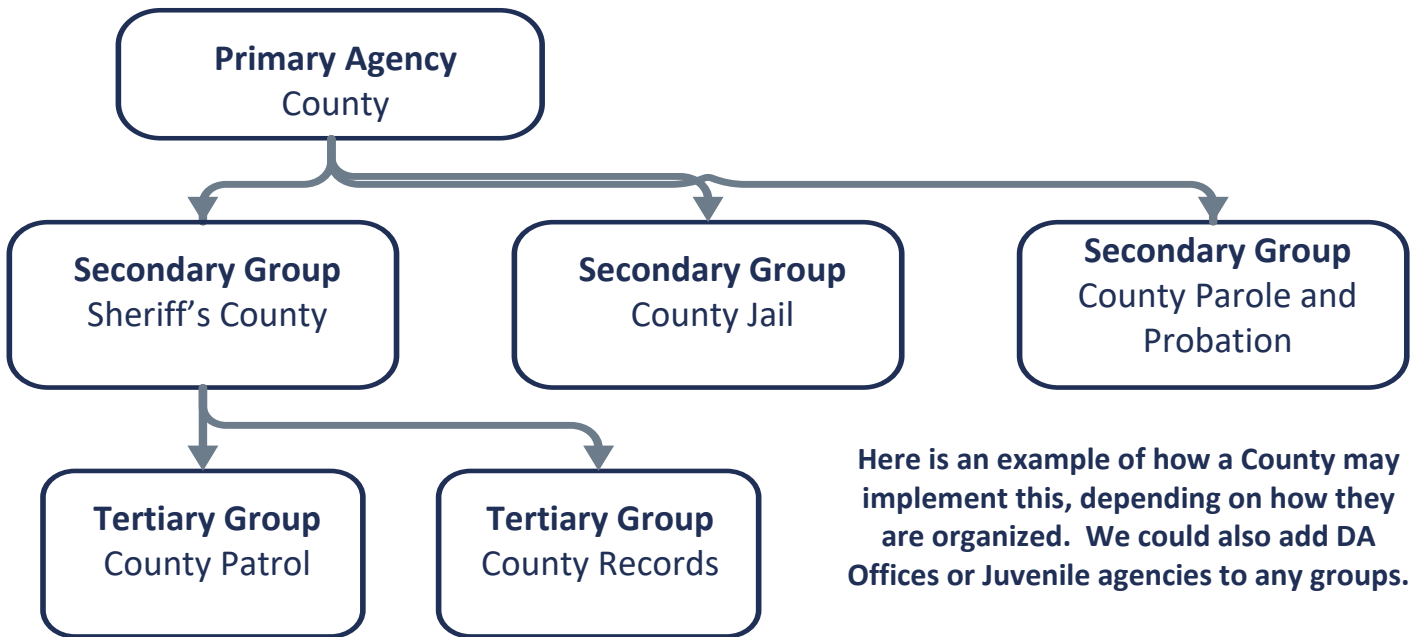 Primary Agency
County
Secondary Group
Sheriff’s County
Secondary Group
County Jail
Secondary Group
County Parole and
Probation
Tertiary Group
County Patrol
Tertiary Group
County Records
Here is an example of how a County may
implement this, depending on how they
are organized.  We could also add DA
Offices or Juvenile agencies to any groups.